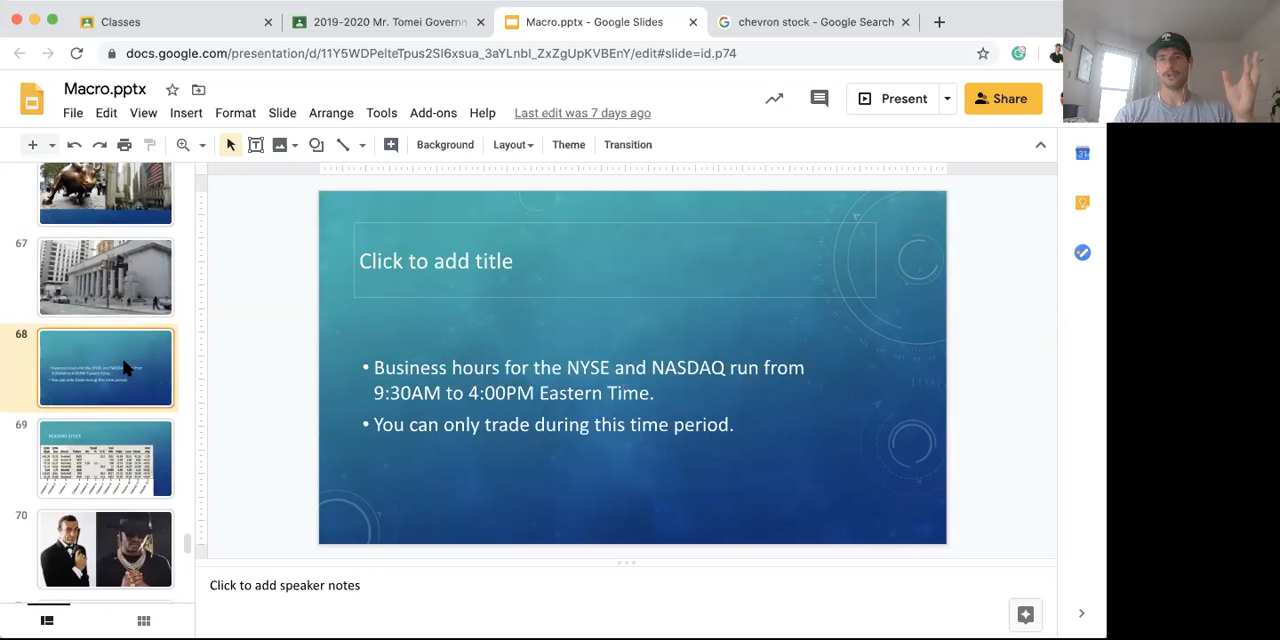 Classes
2019-2020 Mr. Tomei Governm
Macro.pptx - Google Slides
chevron stock - Google Search
docs.google.com/presentation/d/11Y5WDPelteTpus2Sl6xsua_3aYLnbI_ZxZgUpKVBEnY/edit#slide=id.p74
Macro.pptx
File Edit View Insert Format Slide Arrange Tools Add-ons Help Last edit was 7 days ago
Present
Share
Background Layout Theme Transition
67
68
69
70
READING STOCK
Click to add title
• Business hours for the NYSE and NASDAQ run from
9:30AM to 4:00PM Eastern Time.
• You can only trade during this time period.
Click to add speaker notes
31